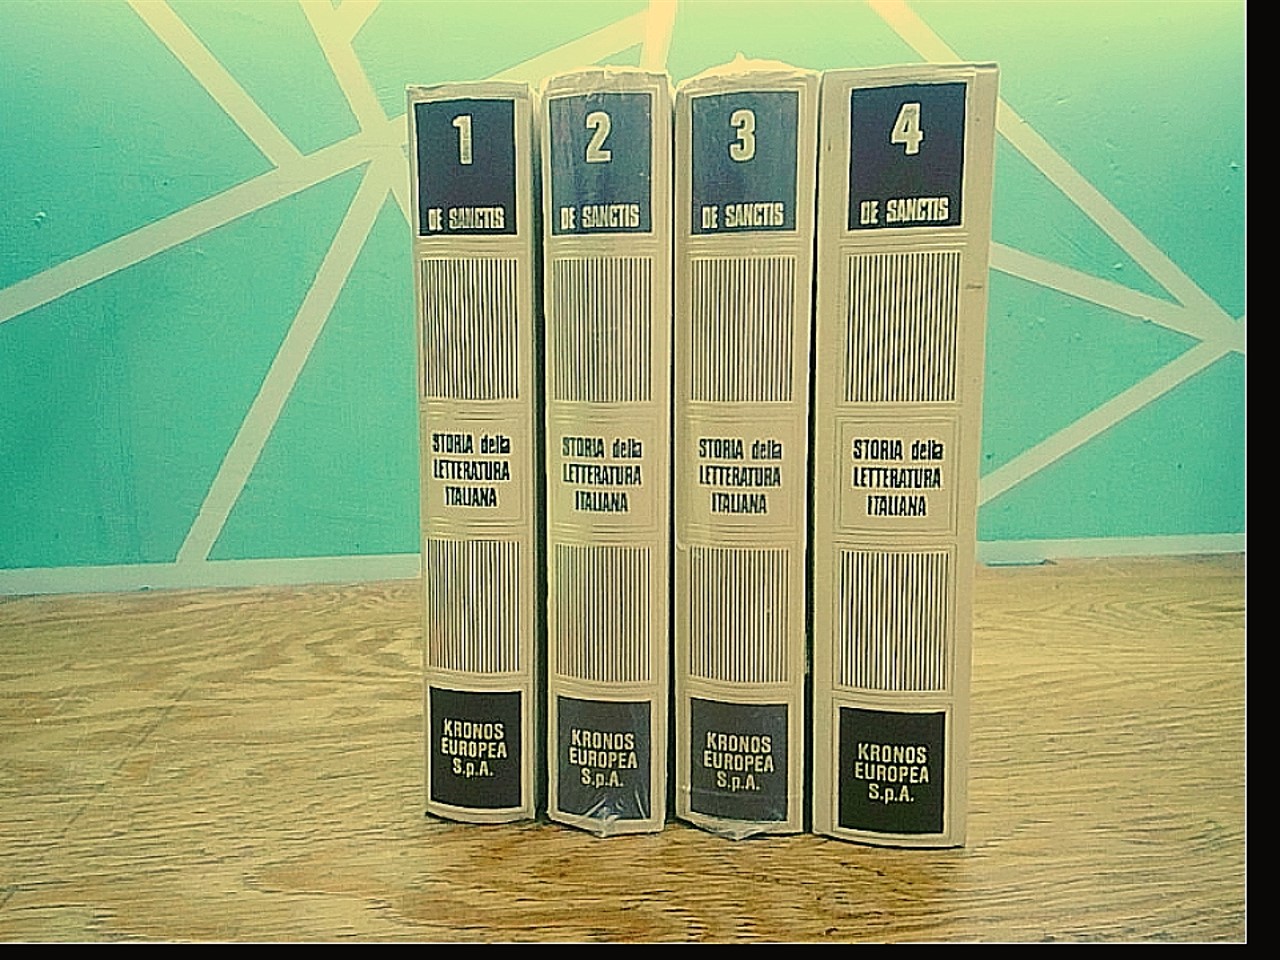 1
DE SANCTIS
STORIA della
LETTERATURA
ITALIANA
KRONOS
EUROPEA
S.p.A.
2
DE SANCTIS
STORIA della
LETTERATURA
ITALIANA
KRONOS
EUROPEA
S.p.A.
3
DE SANCTIS
STORIA della
LETTERATURA
ITALIANA
KRONOS
EUROPEA
S.p.A.
4
DE SANCTIS
STORIA della
LETTERATURA
ITALIANA
KRONOS
EUROPEA
S.p.A.